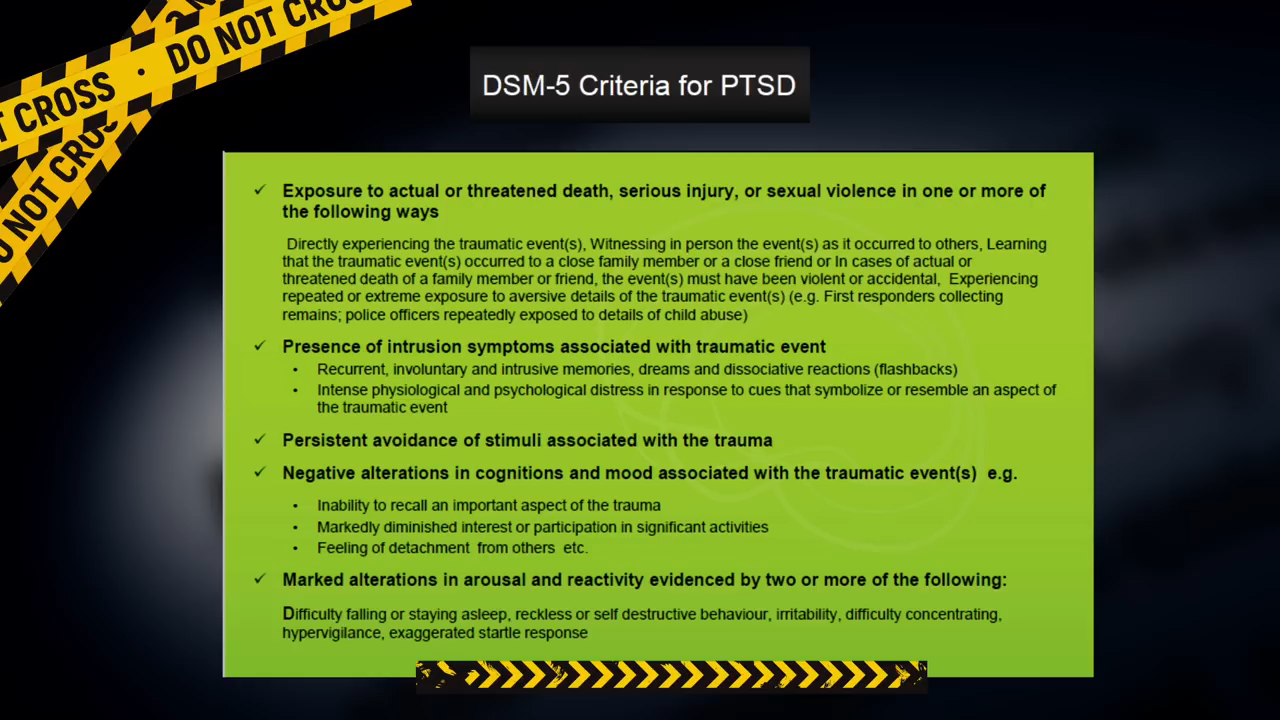 DO NOT CROSS
NOT CROSS • DO NOT CROSS
DO NOT CROSS
DSM-5 Criteria for PTSD
✓ Exposure to actual or threatened death, serious injury, or sexual violence in one or more of
the following ways
Directly experiencing the traumatic event(s), Witnessing in person the event(s) as it occurred to others, Learning
that the traumatic event(s) occurred to a close family member or a close friend or In cases of actual or
threatened death of a family member or friend, the event(s) must have been violent or accidental, Experiencing
repeated or extreme exposure to aversive details of the traumatic event(s) (e.g. First responders collecting
remains; police officers repeatedly exposed to details of child abuse)
✓ Presence of intrusion symptoms associated with traumatic event
• Recurrent, involuntary and intrusive memories, dreams and dissociative reactions (flashbacks)
• Intense physiological and psychological distress in response to cues that symbolize or resemble an aspect of
the traumatic event
✓ Persistent avoidance of stimuli associated with the trauma
✓ Negative alterations in cognitions and mood associated with the traumatic event(s) e.g.
• Inability to recall an important aspect of the trauma
• Markedly diminished interest or participation in significant activities
• Feeling of detachment from others etc.
✓ Marked alterations in arousal and reactivity evidenced by two or more of the following:
Difficulty falling or staying asleep, reckless or self destructive behaviour, irritability, difficulty concentrating,
hypervigilance, exaggerated startle response